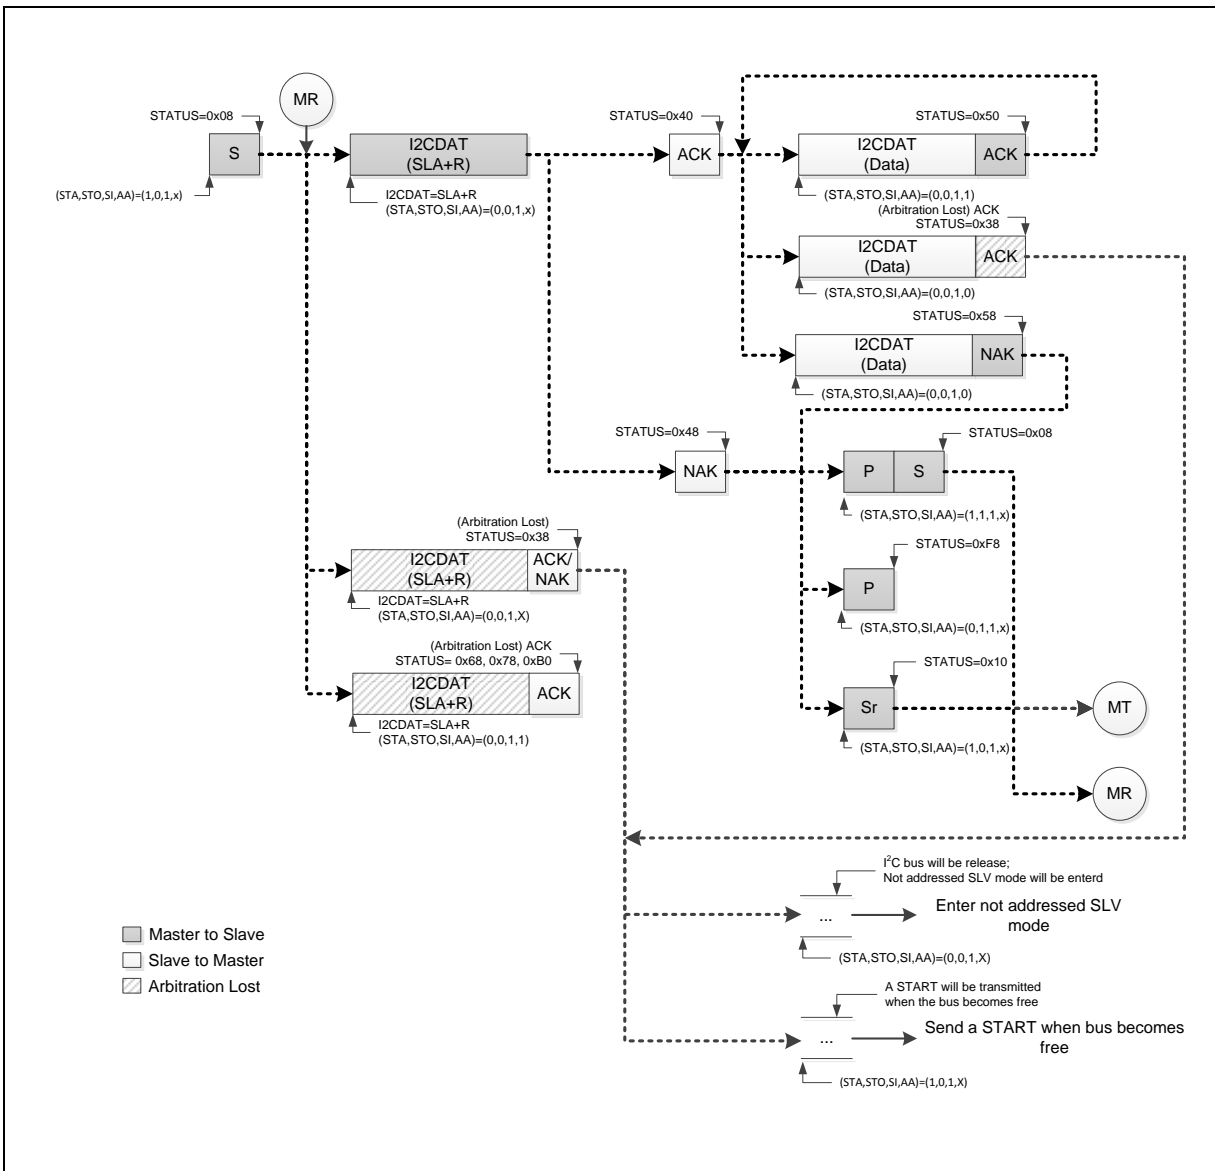 MR
STATUS=0x08
S
(STA,STO,SI,AA)=(1,0,1,x)
I2CDAT
(SLA+R)
I2CDAT=SLA+R
(STA,STO,SI,AA)=(0,0,1,x)
STATUS=0x40
ACK
STATUS=0x50
I2CDAT
(Data)
ACK
(STA,STO,SI,AA)=(0,0,1,1)
(Arbitration Lost) ACK
STATUS=0x38
I2CDAT
(Data)
ACK
(STA,STO,SI,AA)=(0,0,1,0)
STATUS=0x58
I2CDAT
(Data)
NAK
(STA,STO,SI,AA)=(0,0,1,0)
STATUS=0x48
NAK
STATUS=0x08
P
S
(STA,STO,SI,AA)=(1,1,1,x)
(Arbitration Lost)
STATUS=0x38
I2CDAT
(SLA+R)
ACK/
NAK
I2CDAT=SLA+R
(STA,STO,SI,AA)=(0,0,1,X)
STATUS=0xF8
P
(STA,STO,SI,AA)=(0,1,1,x)
(Arbitration Lost) ACK
STATUS= 0x68, 0x78, 0xB0
I2CDAT
(SLA+R)
ACK
I2CDAT=SLA+R
(STA,STO,SI,AA)=(0,0,1,1)
STATUS=0x10
Sr
(STA,STO,SI,AA)=(1,0,1,x)
MT
MR
I2C bus will be release;
Not addressed SLV mode will be enterd
...
Enter not addressed SLV
mode
(STA,STO,SI,AA)=(0,0,1,X)
Master to Slave
Slave to Master
Arbitration Lost
A START will be transmitted
when the bus becomes free
...
Send a START when bus becomes
free
(STA,STO,SI,AA)=(1,0,1,X)